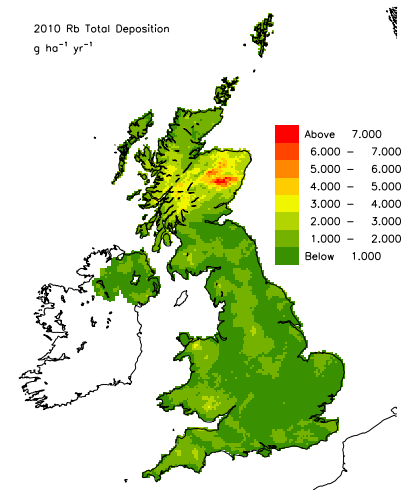 2010 Rb Total Deposition
g ha⁻¹ yr⁻¹
Above 7.000
6.000 – 7.000
5.000 – 6.000
4.000 – 5.000
3.000 – 4.000
2.000 – 3.000
1.000 – 2.000
Below 1.000